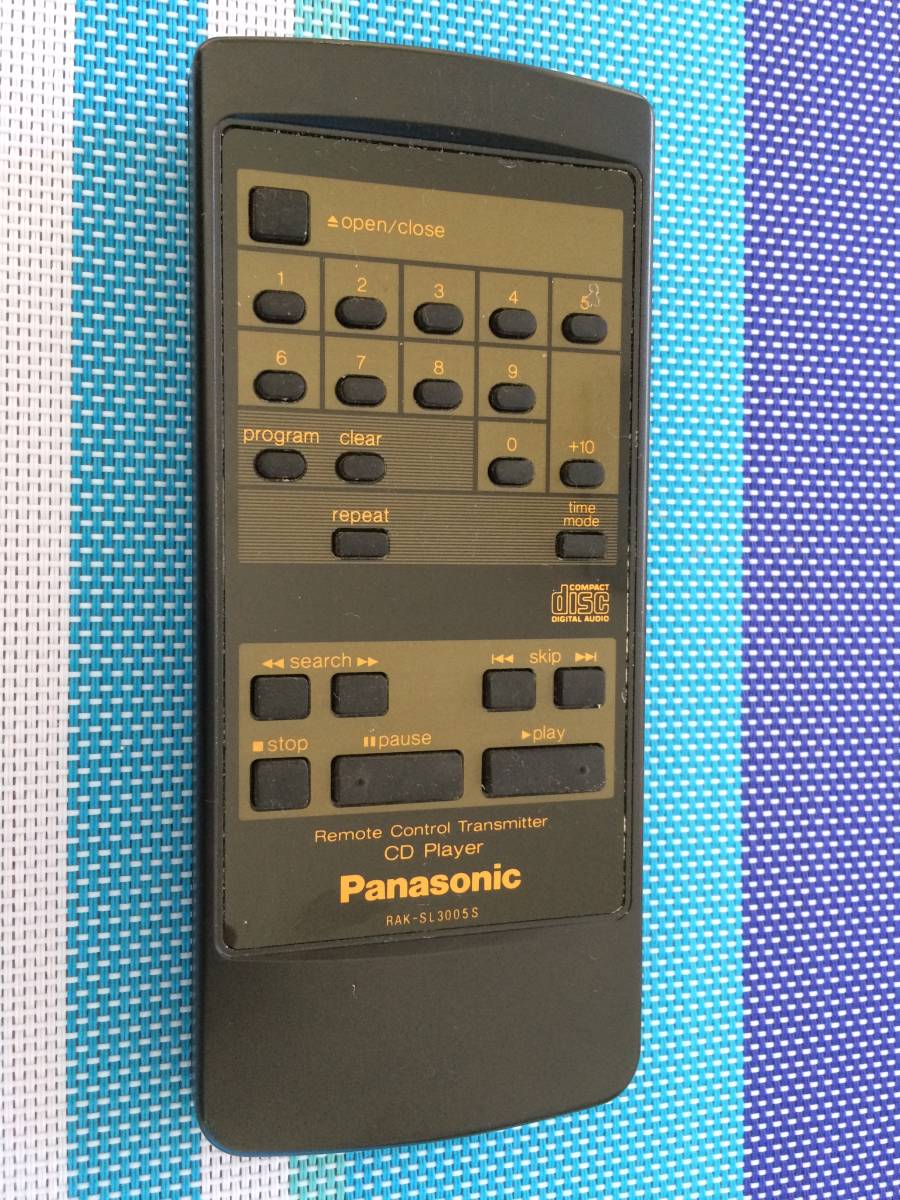 ⏏open/close
1 2 3 4 5
6 7 8 9
program clear 0 +10
repeat time mode
COMPACT
disc
DIGITAL AUDIO
◀◀ search ▶▶ I◀◀ skip ▶▶I
■ stop ▮▮pause ▶play
Remote Control Transmitter
CD Player
Panasonic
RAK-SL3005S